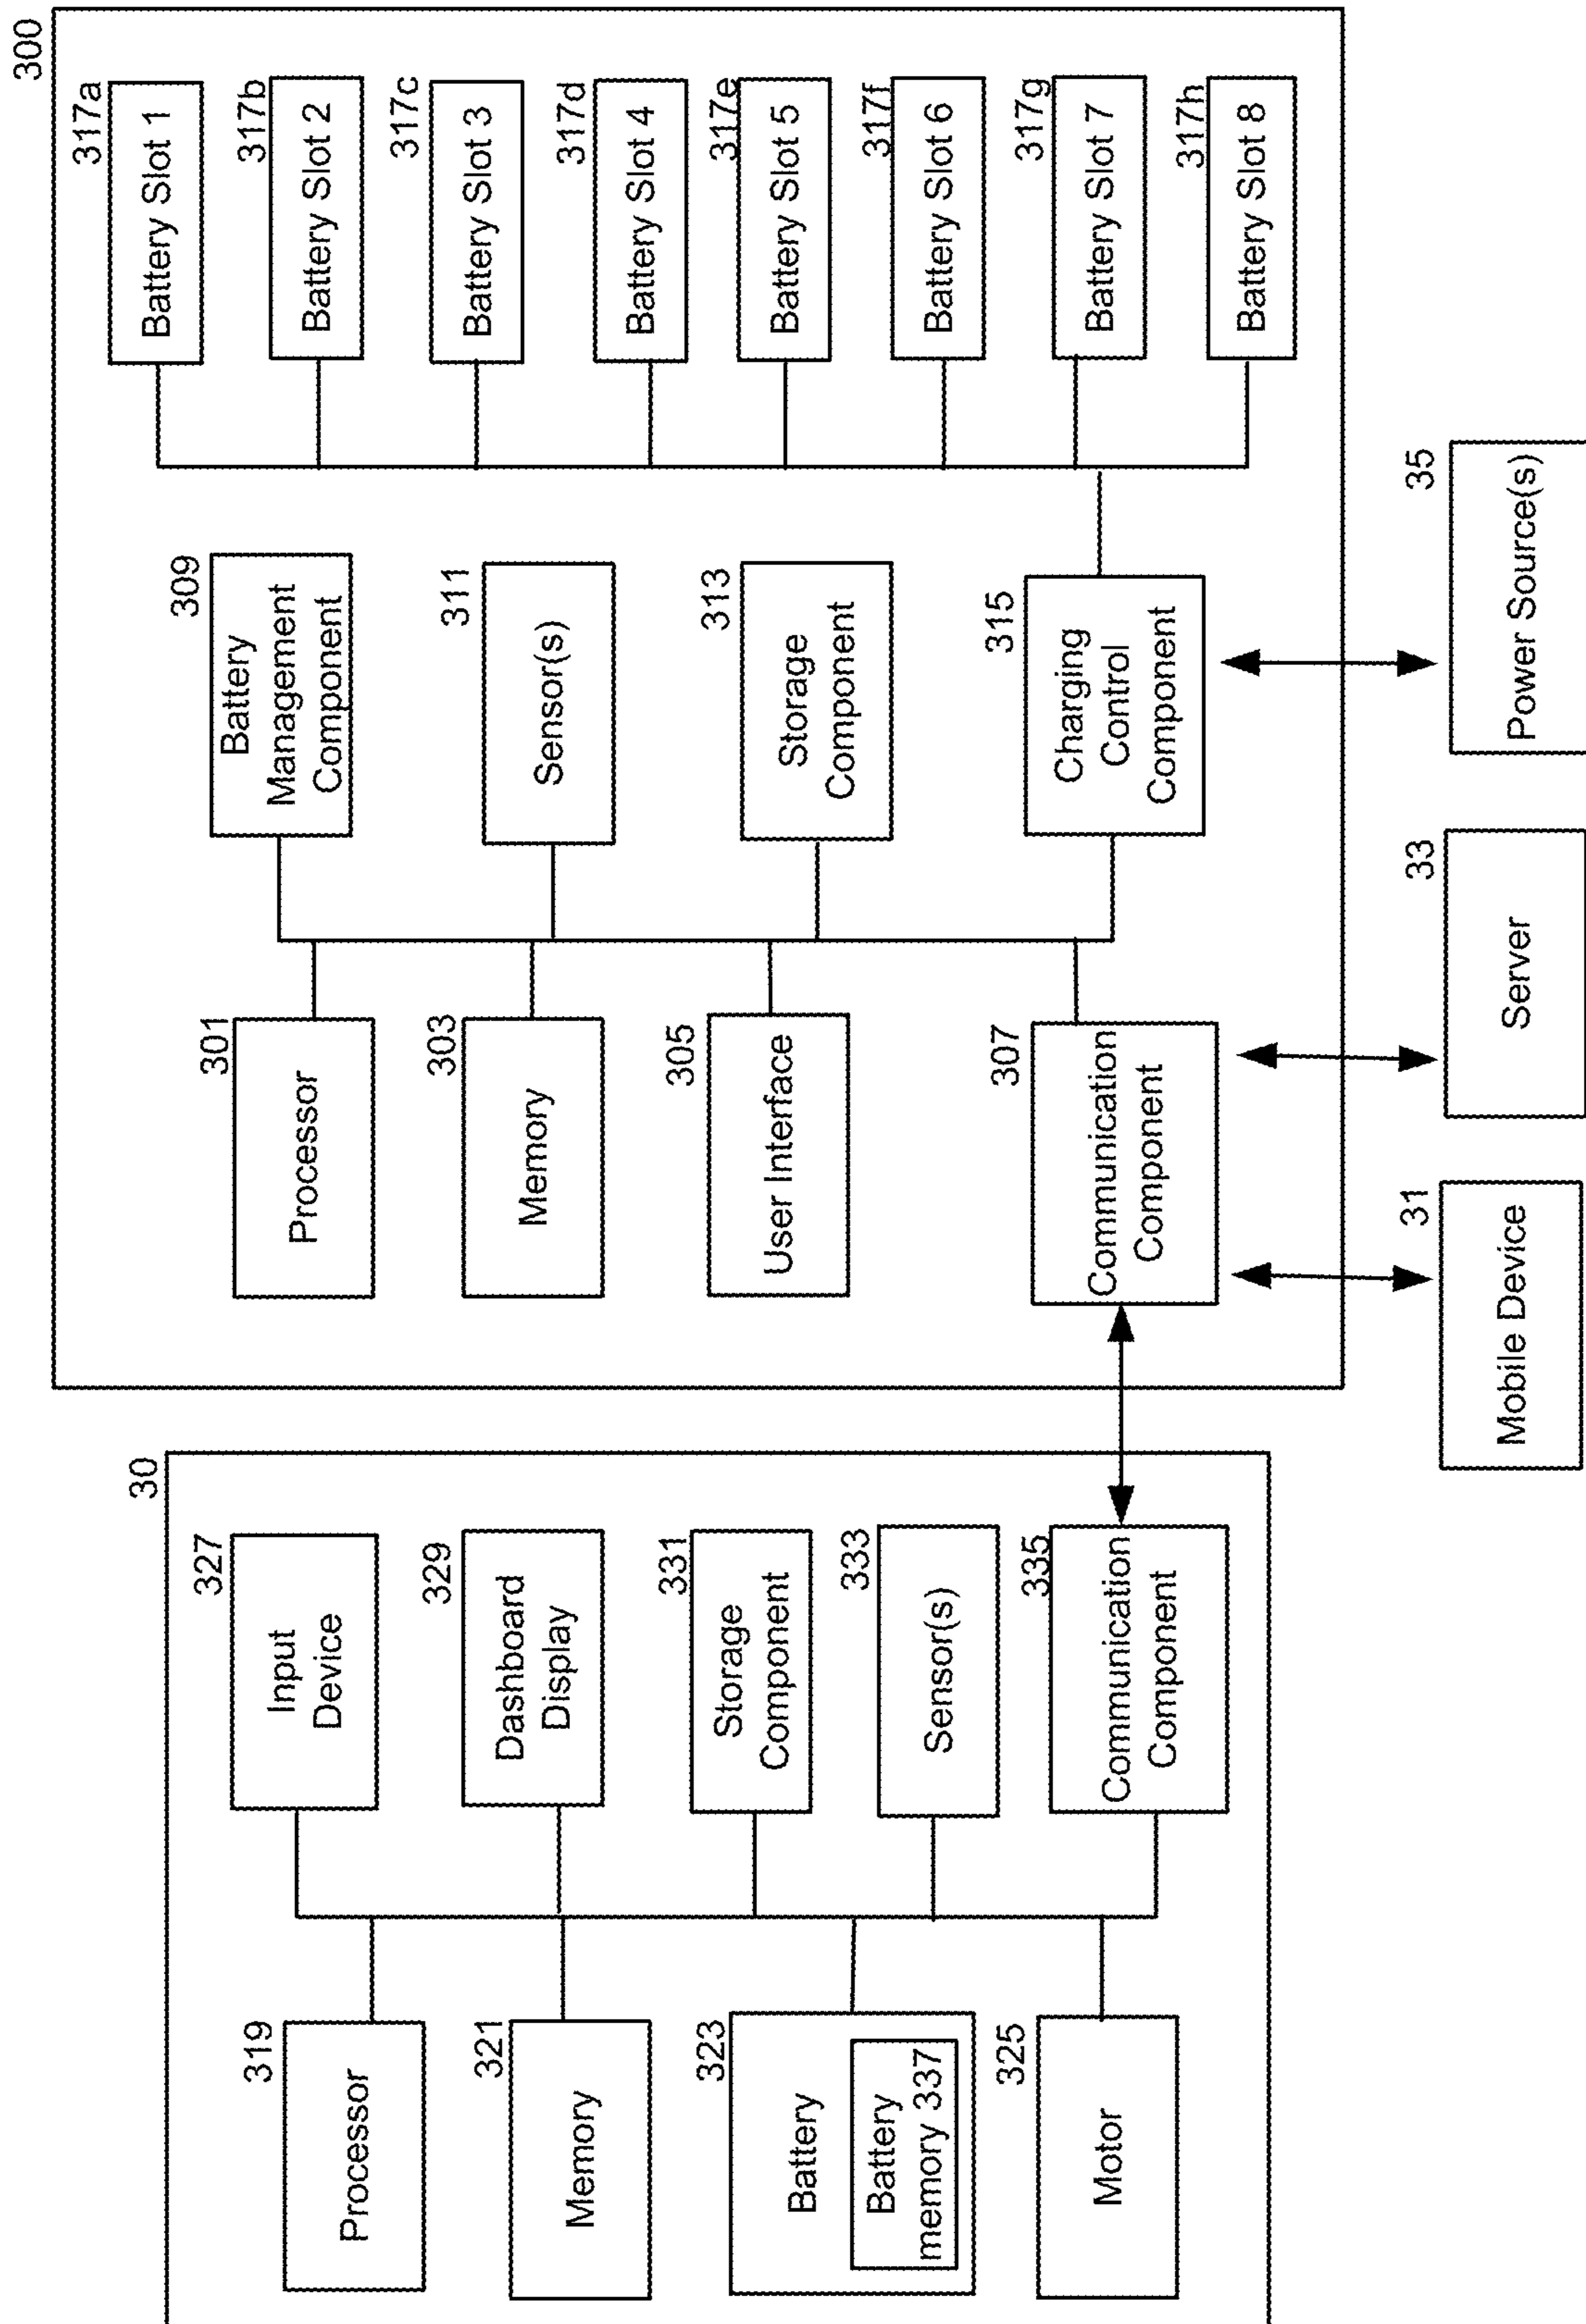 30
319
Processor
321
Memory
323
Battery
Battery
memory 337
325
Motor
327
Input
Device
329
Dashboard
Display
331
Storage
Component
333
Sensor(s)
335
Communication
Component
300
301
Processor
303
Memory
305
User Interface
307
Communication
Component
309
Battery
Management
Component
311
Sensor(s)
313
Storage
Component
315
Charging
Control
Component
317a
Battery Slot 1
317b
Battery Slot 2
317c
Battery Slot 3
317d
Battery Slot 4
317e
Battery Slot 5
317f
Battery Slot 6
317g
Battery Slot 7
317h
Battery Slot 8
31
Mobile Device
33
Server
35
Power Source(s)